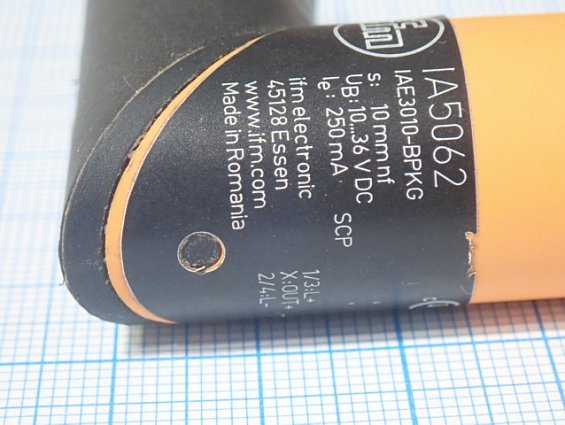 IA5062
IAE3010-BPKG
s: 10 mm nf
UB: 10...36 V DC
Ie: 250 mA SCP
ifm electronic
45128 Essen
www.ifm.com
Made in Romania
1/3:L+
X:OUT+
2/4:L-